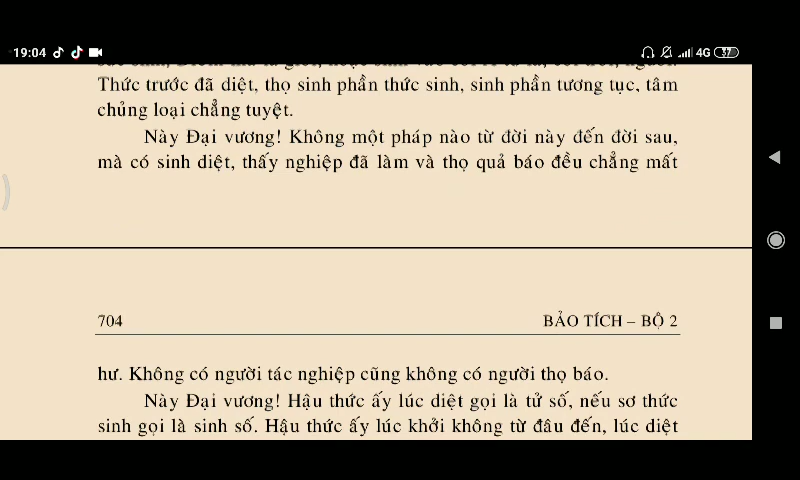 19:04
4G 37
Thức trước đã diệt, thọ sinh phần thức sinh, sinh phần tương tục, tâm
chủng loại chẳng tuyệt.
Này Đại vương! Không một pháp nào từ đời này đến đời sau,
mà có sinh diệt, thấy nghiệp đã làm và thọ quả báo đều chẳng mất
704 BẢO TÍCH – BỘ 2
hư. Không có người tác nghiệp cũng không có người thọ báo.
Này Đại vương! Hậu thức ấy lúc diệt gọi là tử số, nếu sơ thức
sinh gọi là sinh số. Hậu thức ấy lúc khởi không từ đâu đến, lúc diệt